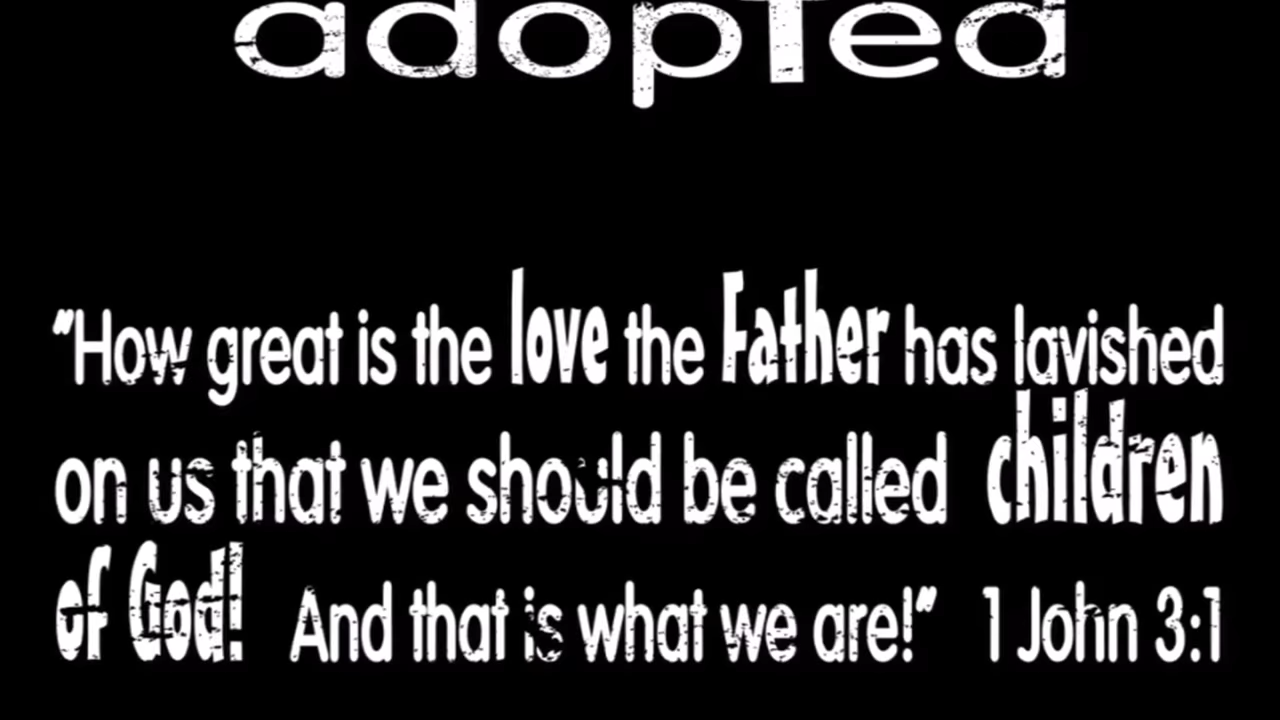 adopted
"How great is the love the Father has lavished
on us that we should be called children
of God! And that is what we are!" 1 John 3:1